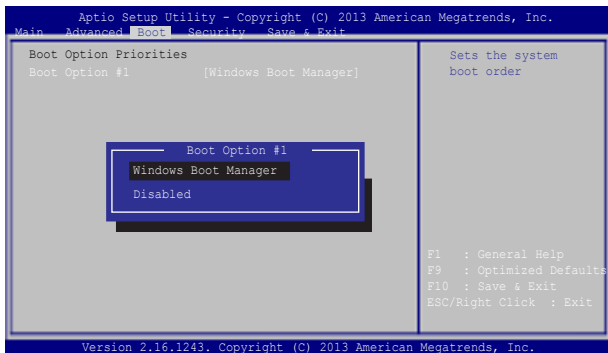 Aptio Setup Utility - Copyright (C) 2013 American Megatrends, Inc.
Main Advanced Boot Security Save & Exit
Boot Option Priorities
Boot Option #1 [Windows Boot Manager]
Sets the system
boot order
Boot Option #1
Windows Boot Manager
Disabled
F1 : General Help
F9 : Optimized Defaults
F10 : Save & Exit
ESC/Right Click : Exit
Version 2.16.1243. Copyright (C) 2013 American Megatrends, Inc.